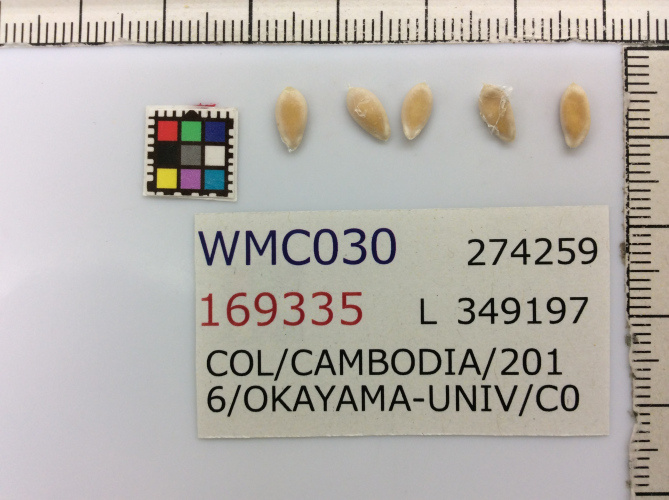 WMC030 274259
169335 L 349197
COL/CAMBODIA/201
6/OKAYAMA-UNIV/C0